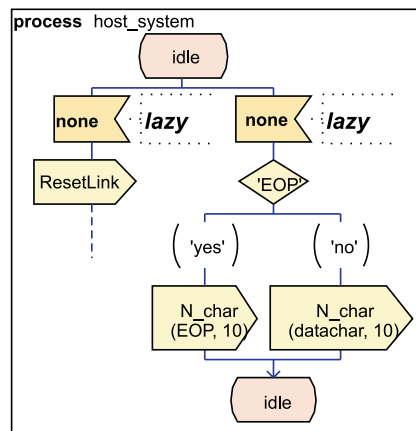 process host_system
idle
none lazy none lazy
ResetLink
'EOP'
( 'yes' ) ( 'no' )
N_char N_char
(EOP, 10) (datachar, 10)
idle